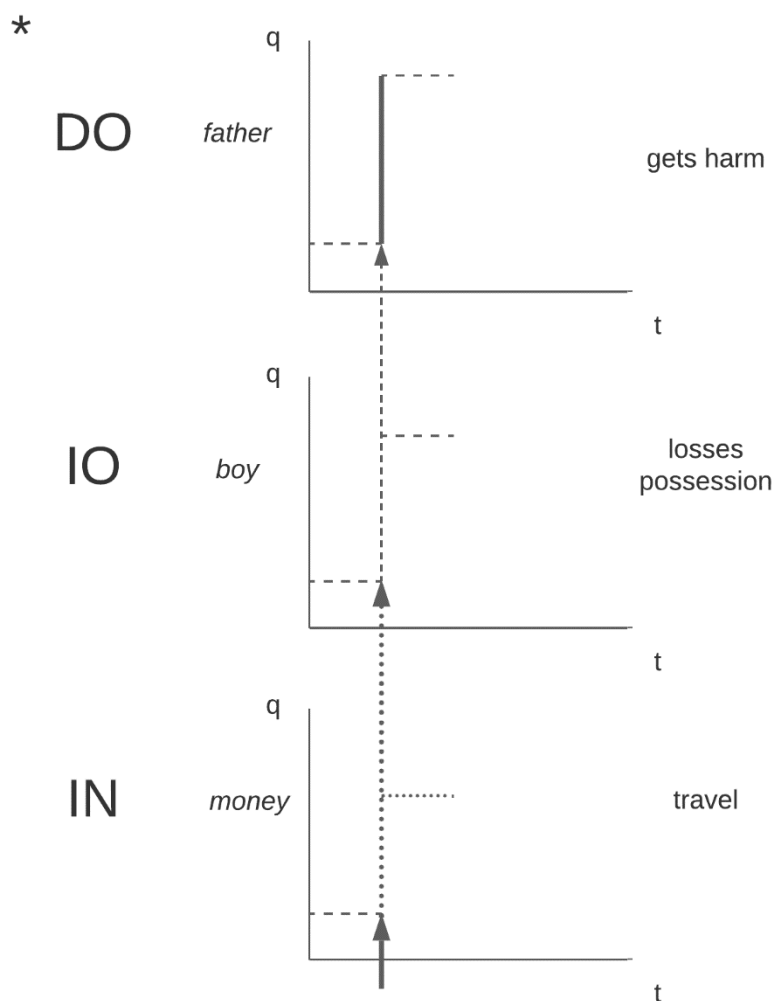 *
q
DO
father
gets harm
t
q
IO
boy
losses
possession
t
q
IN
money
travel
t